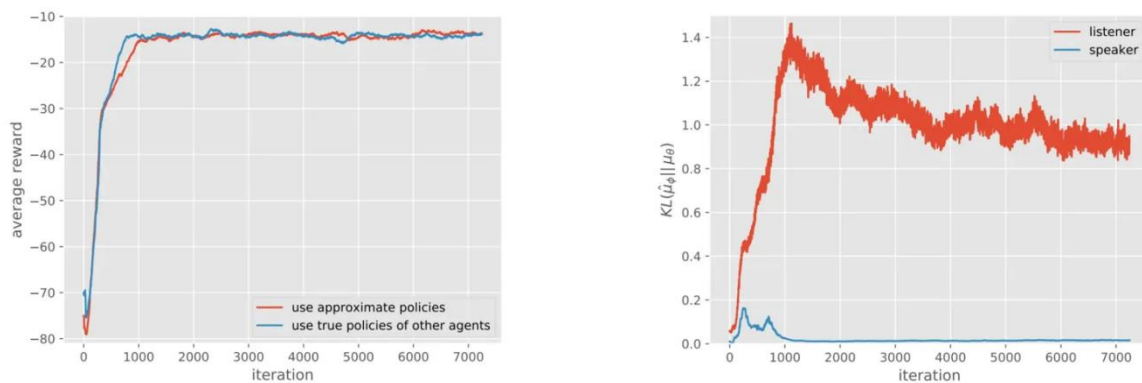 −10
−20
−30
−40
−50
−60
−70
−80
average reward
0 1000 2000 3000 4000 5000 6000 7000
iteration
use approximate policies
use true policies of other agents
1.4
1.2
1.0
0.8
0.6
0.4
0.2
0.0
KL(μ̂ϕ||μθ)
0 1000 2000 3000 4000 5000 6000 7000
iteration
listener
speaker